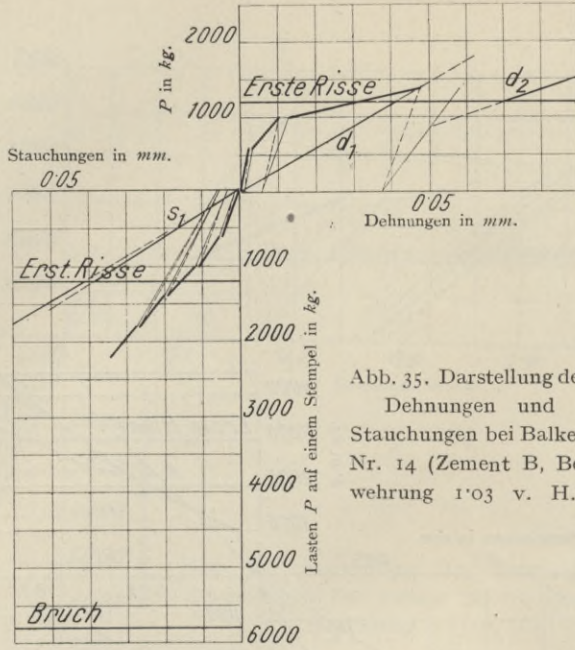 2000
P in kg.
Erste Risse
d₂
1000
Stauchungen in mm.
d₁
0·05
0·05
s₁
Dehnungen in mm.
1000
Erst. Risse
2000
Lasten P auf einem Stempel in kg.
3000
4000
5000
Bruch
6000
Abb. 35. Darstellung de
Dehnungen und
Stauchungen bei Balke
Nr. 14 (Zement B, Be
wehrung 1·03 v. H.